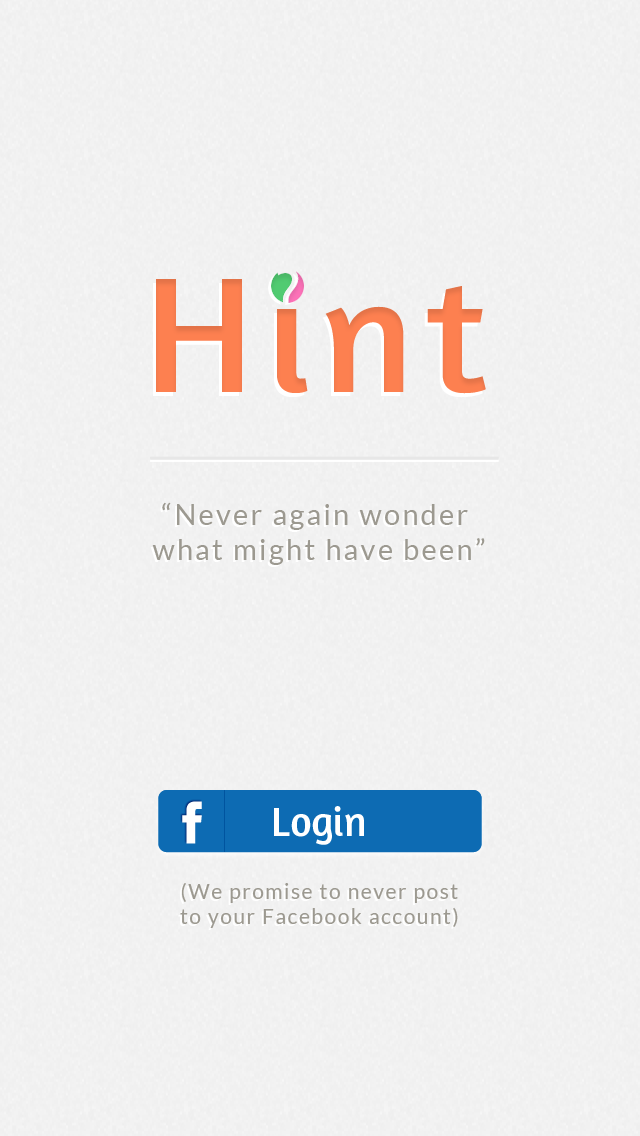 Hint
“Never again wonder
what might have been”
f Login
(We promise to never post
to your Facebook account)